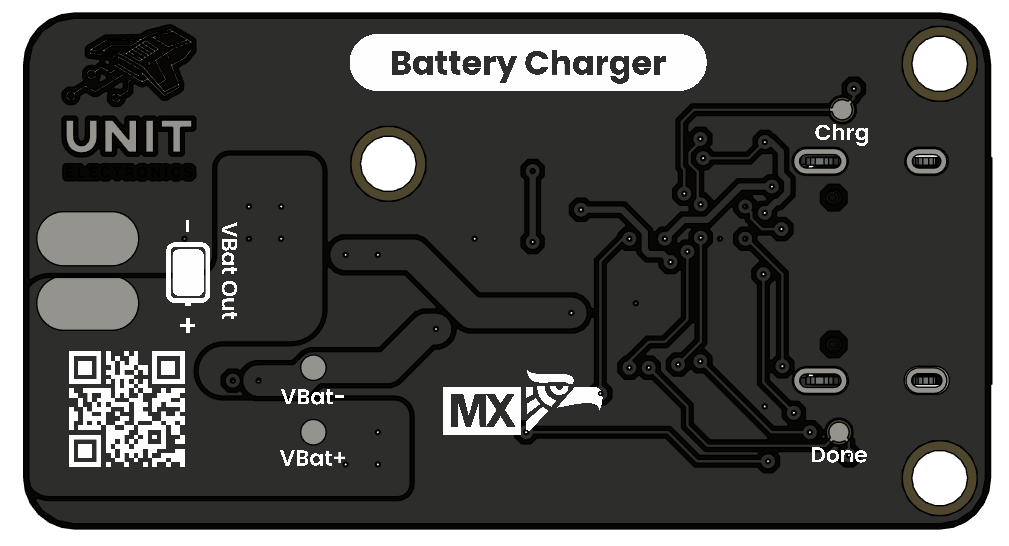 Battery Charger
UNIT
ELECTRONICS
Chrg
-
VBat Out
+
VBat-
MX
VBat+
Done